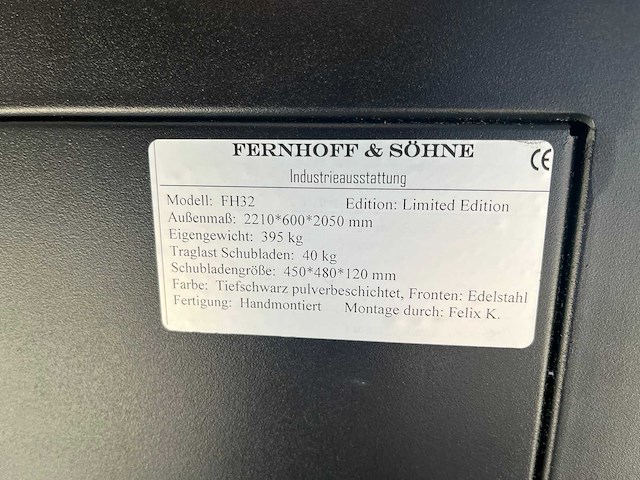 FERNHOFF & SÖHNE
CE
Industrieausstattung
Modell: FH32 Edition: Limited Edition
Außenmaß: 2210*600*2050 mm
Eigengewicht: 395 kg
Traglast Schubladen: 40 kg
Schubladengröße: 450*480*120 mm
Farbe: Tiefschwarz pulverbeschichtet, Fronten: Edelstahl
Fertigung: Handmontiert Montage durch: Felix K.